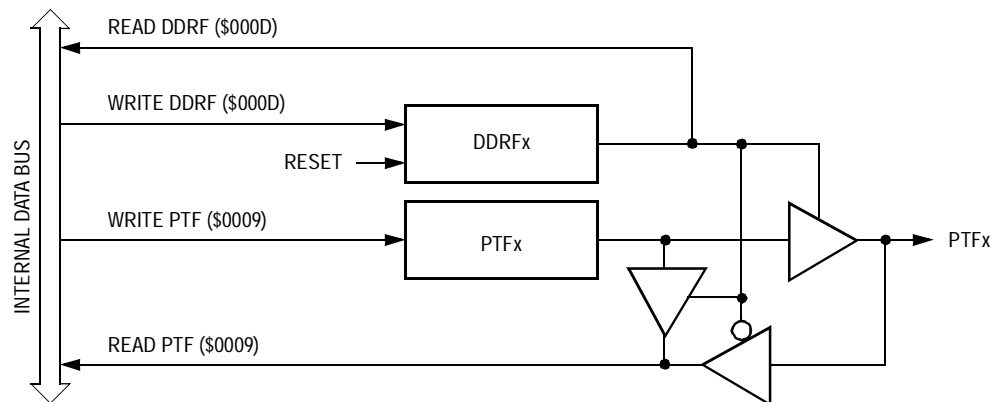 READ DDRF ($000D)
WRITE DDRF ($000D)
DDRFx
RESET
INTERNAL DATA BUS
WRITE PTF ($0009)
PTFx
PTFx
READ PTF ($0009)